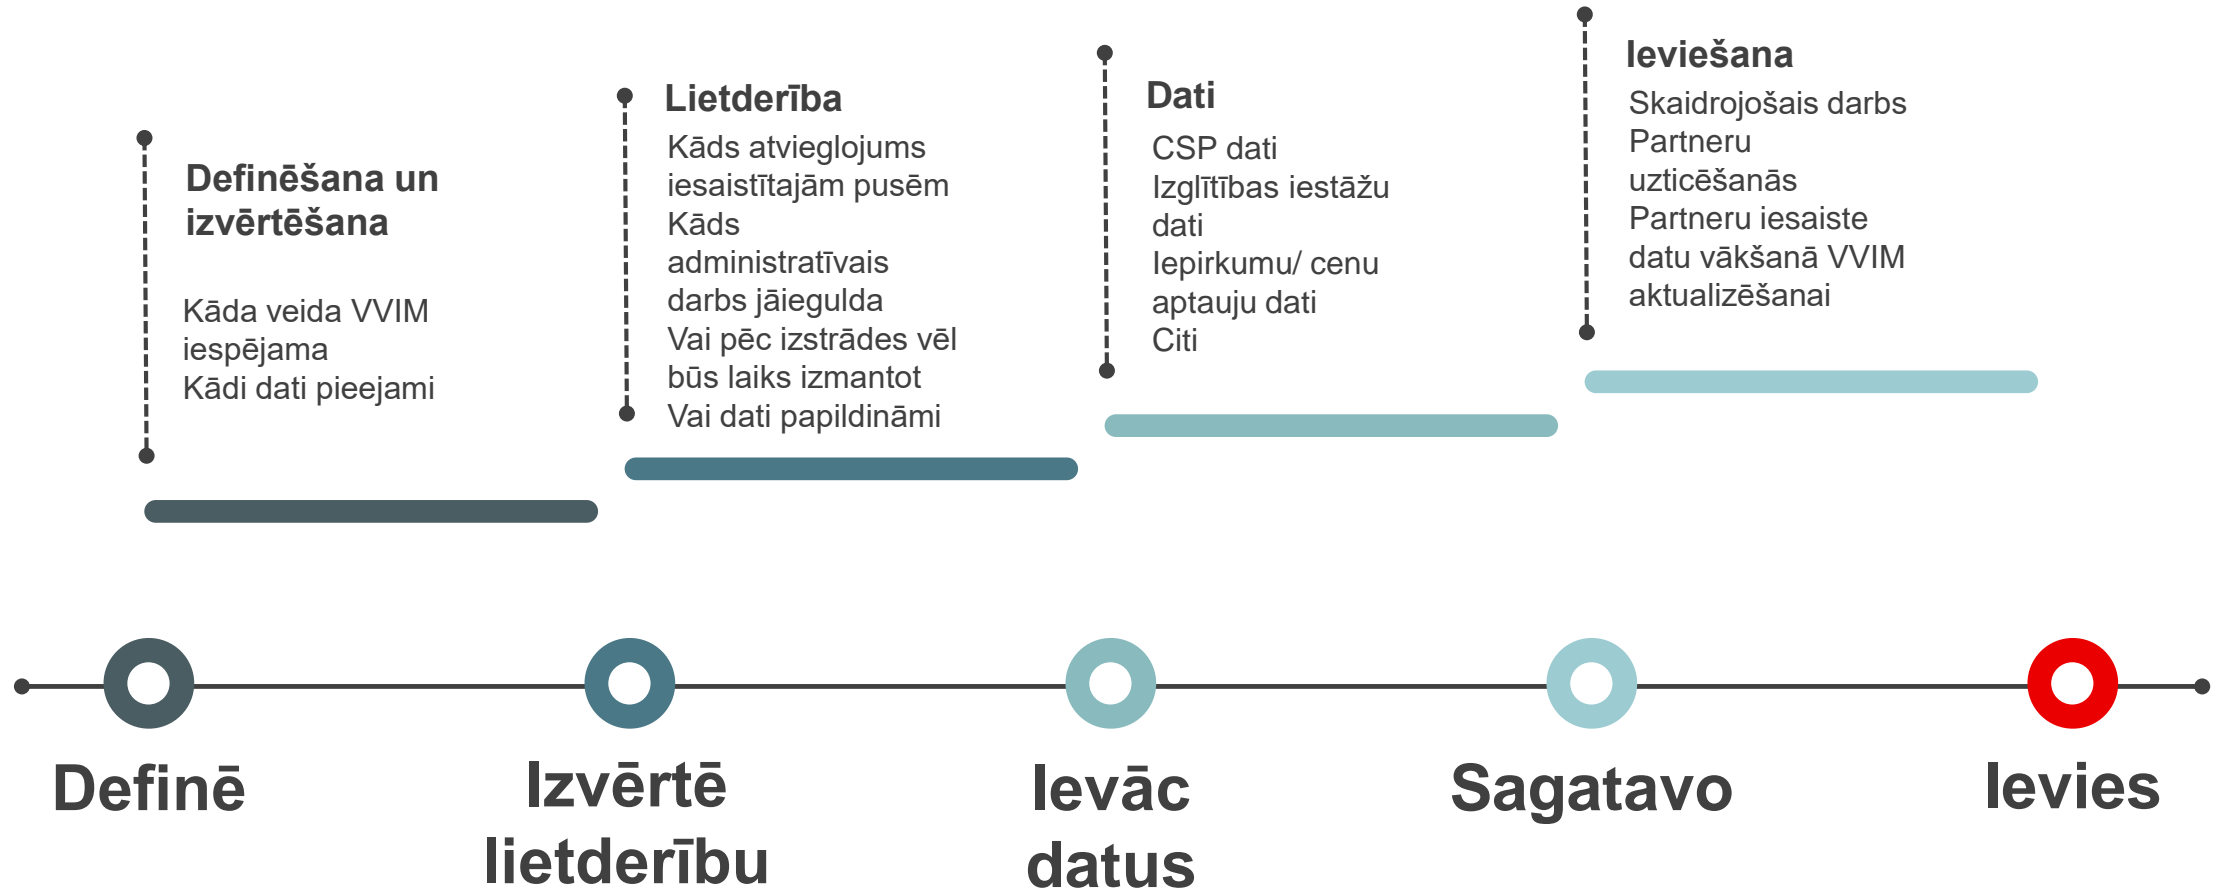 Definēšana un
izvērtēšana
Kāda veida VVIM
iespējama
Kādi dati pieejami
Lietderība
Kāds atvieglojums
iesaistītajām pusēm
Kāds
administratīvais
darbs jāiegulda
Vai pēc izstrādes vēl
būs laiks izmantot
Vai dati papildināmi
Dati
CSP dati
Izglītības iestāžu
dati
Iepirkumu/ cenu
aptauju dati
Citi
Ieviešana
Skaidrojošais darbs
Partneru
uzticēšanās
Partneru iesaiste
datu vākšanā VVIM
aktualizēšanai
Definē
Izvērtē
lietderību
Ievāc
datus
Sagatavo
Ievies